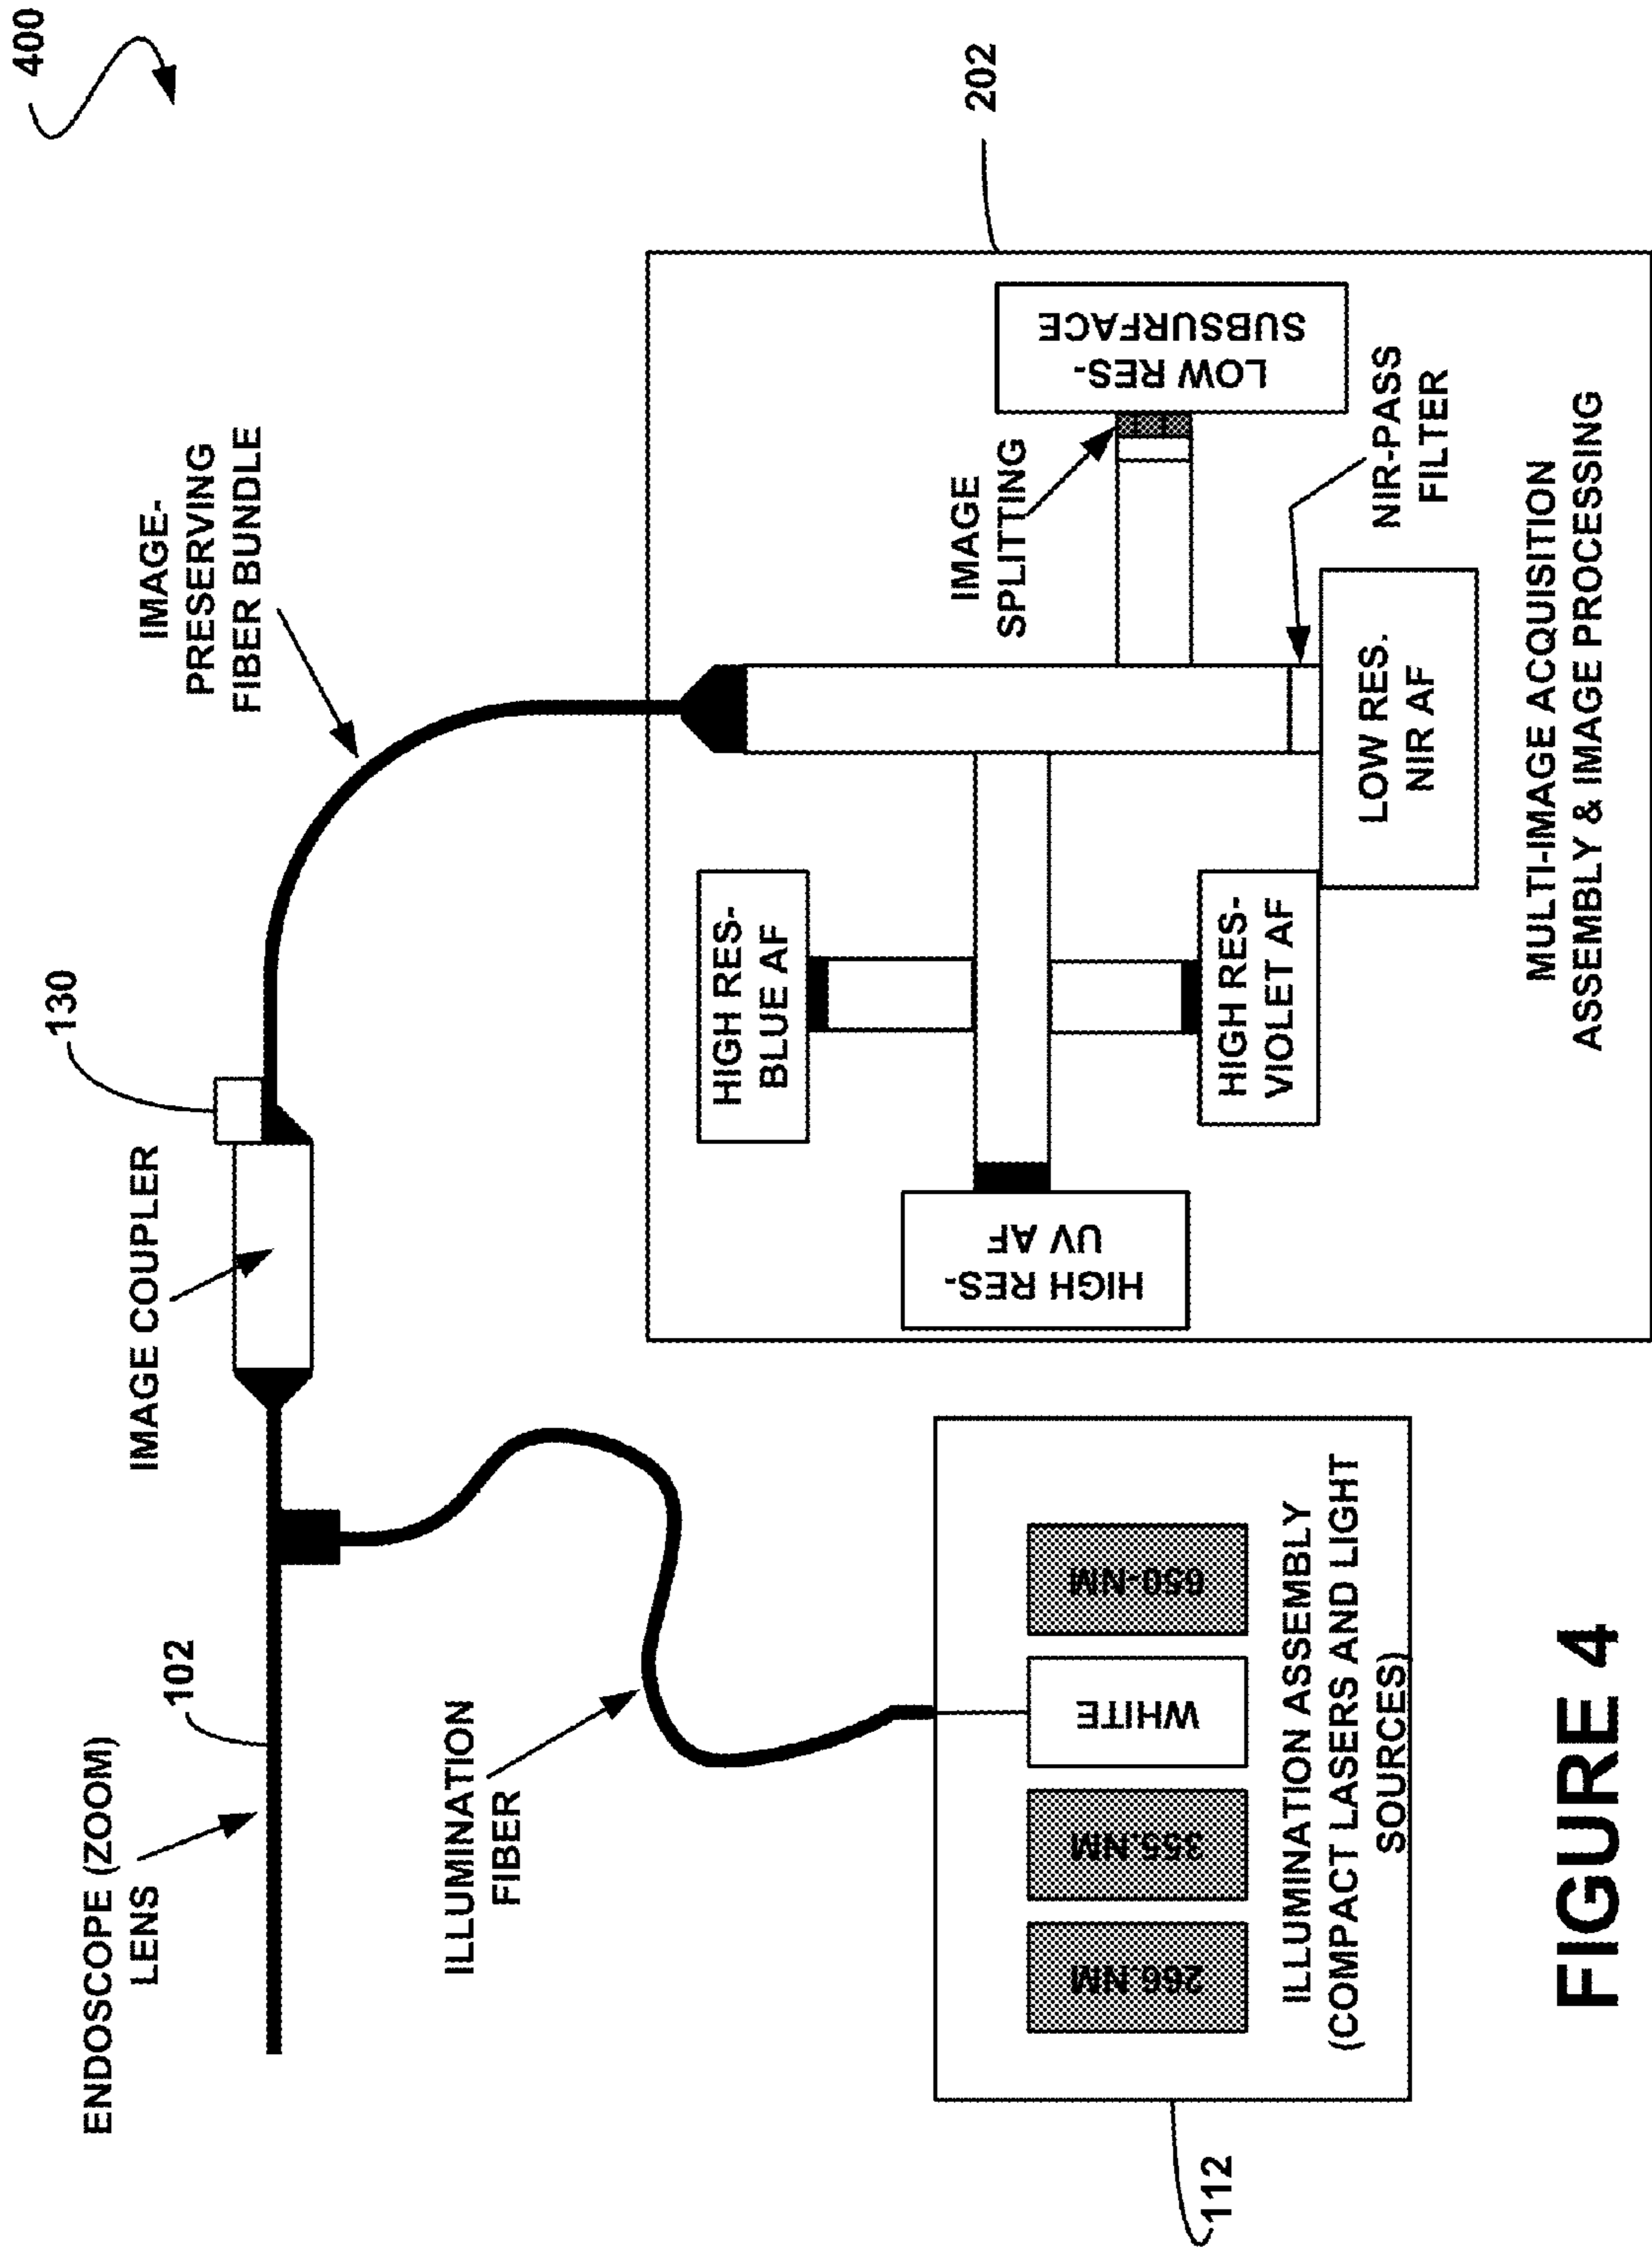 400
ENDOSCOPE (ZOOM)
LENS
102
IMAGE COUPLER
130
IMAGE-
PRESERVING
FIBER BUNDLE
ILLUMINATION
FIBER
202
HIGH RES-
BLUE AF
HIGH RES-
UV AF
HIGH RES-
VIOLET AF
IMAGE
SPLITTING
LOW RES-
SUBSURFACE
LOW RES.
NIR AF
NIR-PASS
FILTER
MULTI-IMAGE ACQUISITION
ASSEMBLY & IMAGE PROCESSING
112
266 NM
355 NM
WHITE
650-NM
ILLUMINATION ASSEMBLY
(COMPACT LASERS AND LIGHT
SOURCES)
FIGURE 4